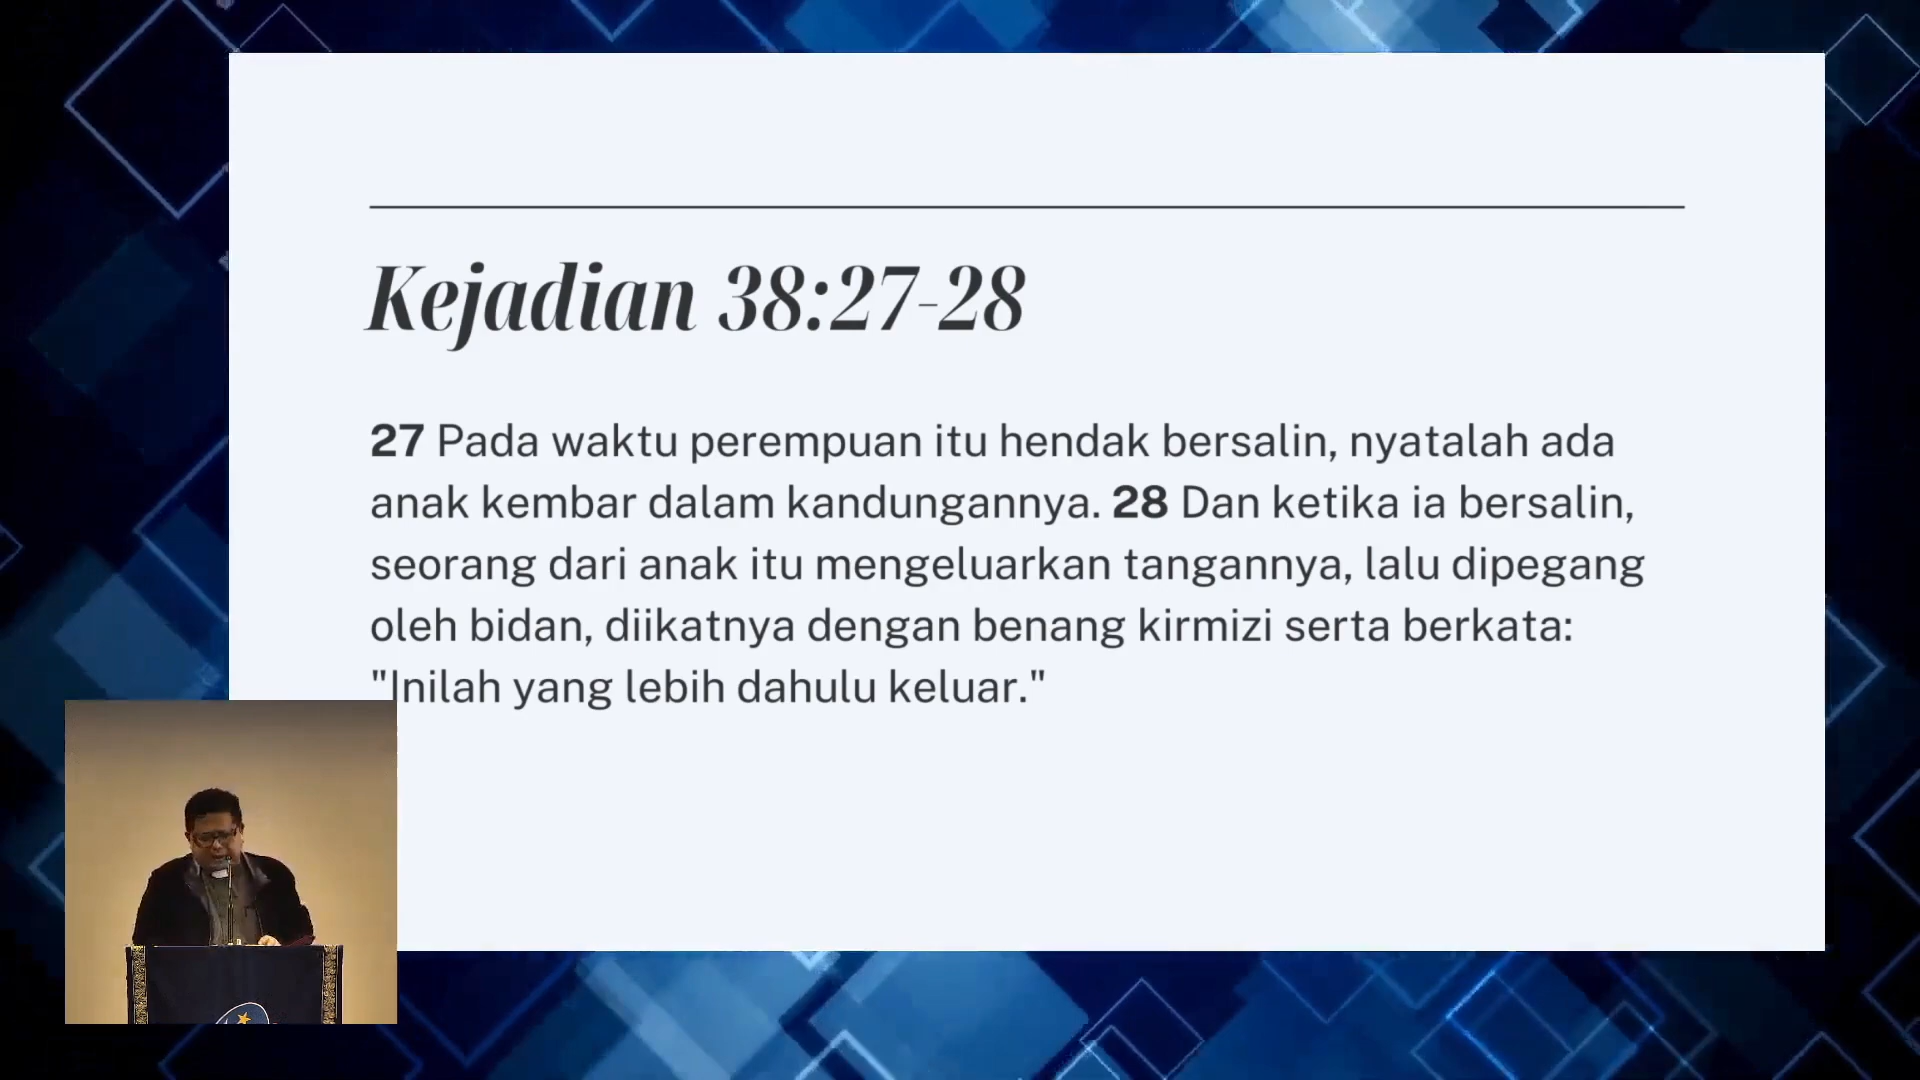 Kejadian 38:27-28
27 Pada waktu perempuan itu hendak bersalin, nyatalah ada
anak kembar dalam kandungannya. 28 Dan ketika ia bersalin,
seorang dari anak itu mengeluarkan tangannya, lalu dipegang
oleh bidan, diikatnya dengan benang kirmizi serta berkata:
"Inilah yang lebih dahulu keluar."